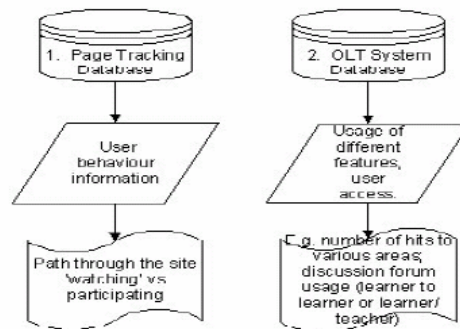 1. Page Tracking
Database
User
behaviour
information
Path through the site
'watching' vs
participating
2. OLT System
Database
Usage of
different
features,
user
access.
E.g. number of hits to
various areas;
discussion forum
usage (learner to
learner or learner/
teacher)